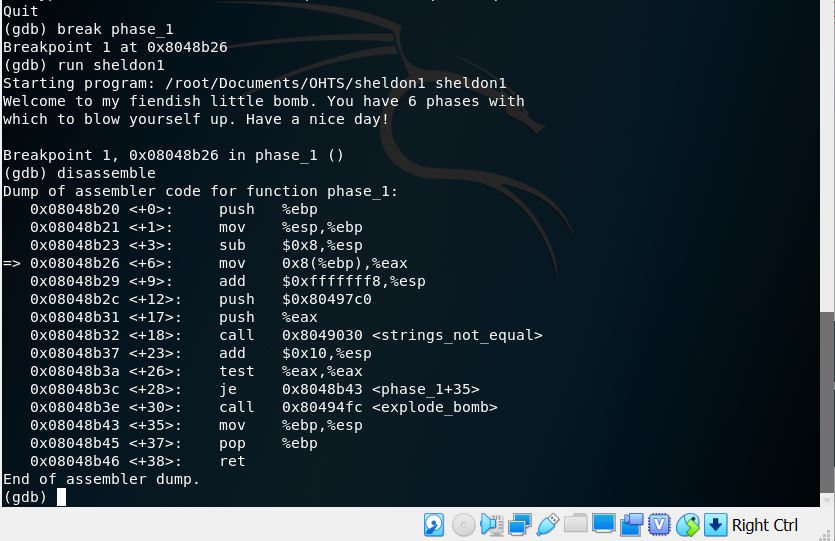 Quit
(gdb) break phase_1
Breakpoint 1 at 0x8048b26
(gdb) run sheldon1
Starting program: /root/Documents/OHTS/sheldon1 sheldon1
Welcome to my fiendish little bomb. You have 6 phases with
which to blow yourself up. Have a nice day!
Breakpoint 1, 0x08048b26 in phase_1 ()
(gdb) disassemble
Dump of assembler code for function phase_1:
   0x08048b20 <+0>:     push   %ebp
   0x08048b21 <+1>:     mov    %esp,%ebp
   0x08048b23 <+3>:     sub    $0x8,%esp
=> 0x08048b26 <+6>:     mov    0x8(%ebp),%eax
   0x08048b29 <+9>:     add    $0xfffffff8,%esp
   0x08048b2c <+12>:    push   $0x80497c0
   0x08048b31 <+17>:    push   %eax
   0x08048b32 <+18>:    call   0x8049030 <strings_not_equal>
   0x08048b37 <+23>:    add    $0x10,%esp
   0x08048b3a <+26>:    test   %eax,%eax
   0x08048b3c <+28>:    je     0x8048b43 <phase_1+35>
   0x08048b3e <+30>:    call   0x80494fc <explode_bomb>
   0x08048b43 <+35>:    mov    %ebp,%esp
   0x08048b45 <+37>:    pop    %ebp
   0x08048b46 <+38>:    ret
End of assembler dump.
(gdb)
Right Ctrl